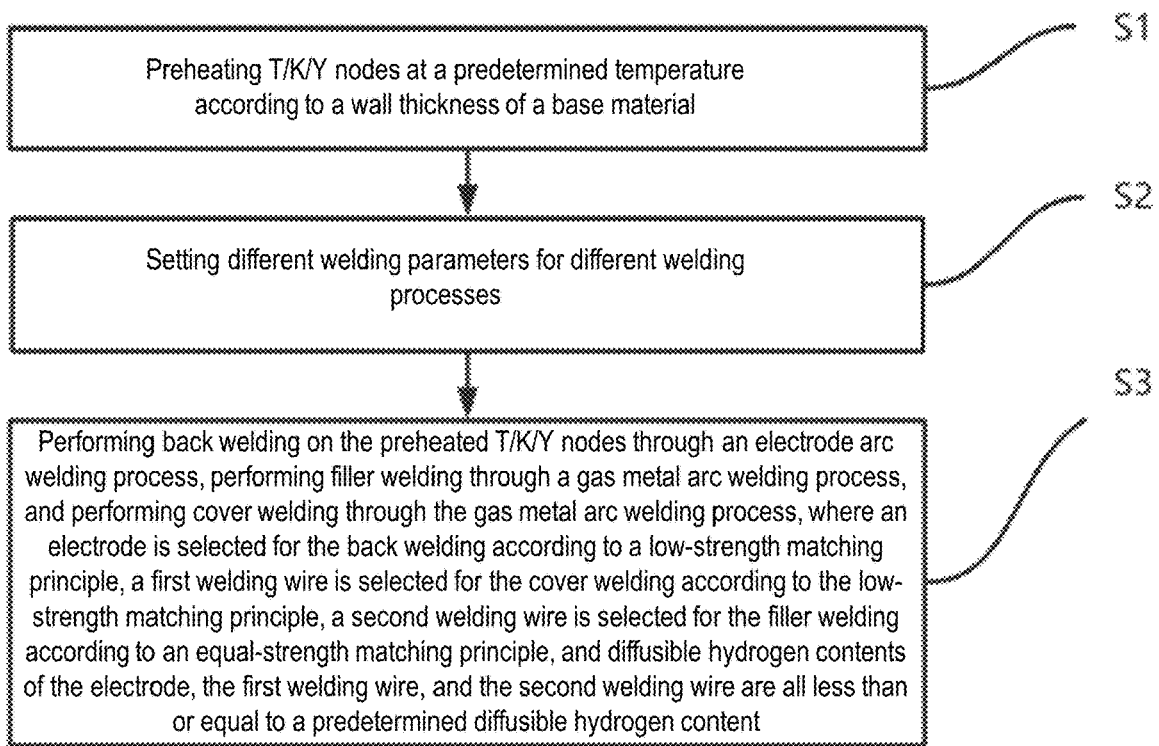 S1
Preheating T/K/Y nodes at a predetermined temperature
according to a wall thickness of a base material
S2
Setting different welding parameters for different welding
processes
S3
Performing back welding on the preheated T/K/Y nodes through an electrode arc
welding process, performing filler welding through a gas metal arc welding process,
and performing cover welding through the gas metal arc welding process, where an
electrode is selected for the back welding according to a low-strength matching
principle, a first welding wire is selected for the cover welding according to the low-
strength matching principle, a second welding wire is selected for the filler welding
according to an equal-strength matching principle, and diffusible hydrogen contents
of the electrode, the first welding wire, and the second welding wire are all less than
or equal to a predetermined diffusible hydrogen content